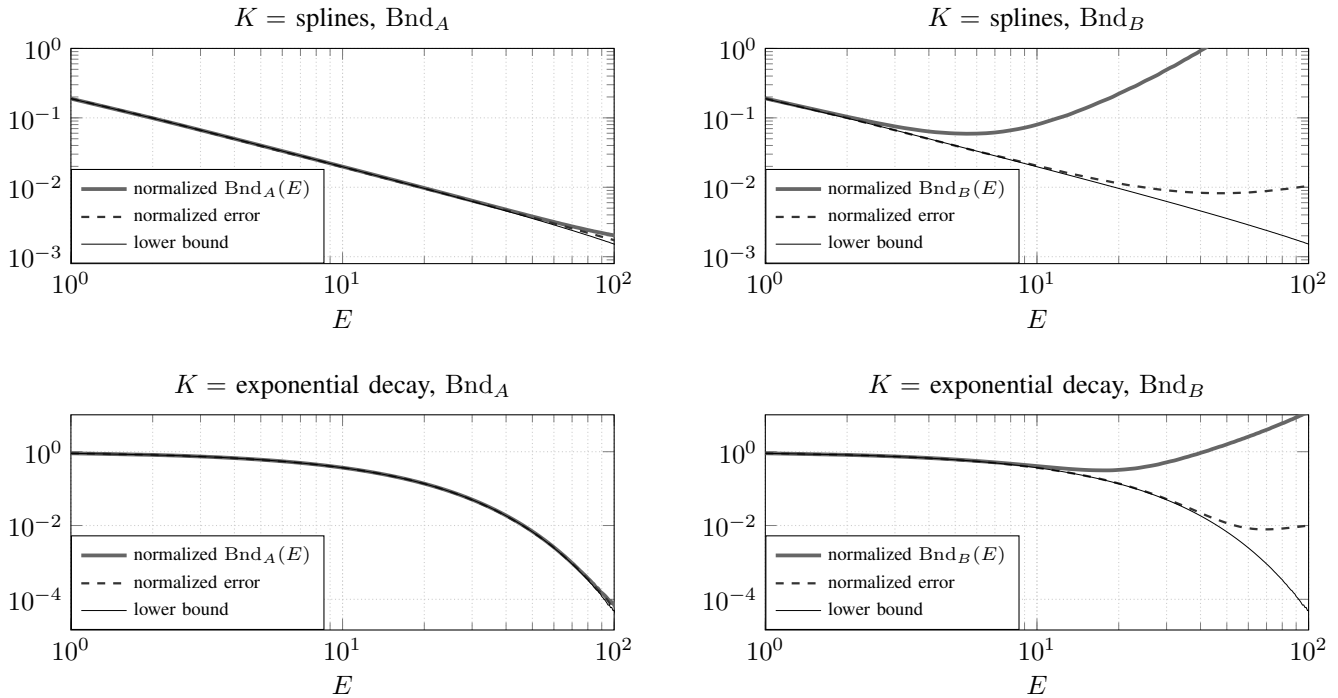 K = splines, Bnd_A
10^0
10^-1
10^-2
10^-3
normalized Bnd_A(E)
normalized error
lower bound
10^0 10^1 10^2
E
K = splines, Bnd_B
10^0
10^-1
10^-2
10^-3
normalized Bnd_B(E)
normalized error
lower bound
10^0 10^1 10^2
E
K = exponential decay, Bnd_A
10^0
10^-2
10^-4
normalized Bnd_A(E)
normalized error
lower bound
10^0 10^1 10^2
E
K = exponential decay, Bnd_B
10^0
10^-2
10^-4
normalized Bnd_B(E)
normalized error
lower bound
10^0 10^1 10^2
E